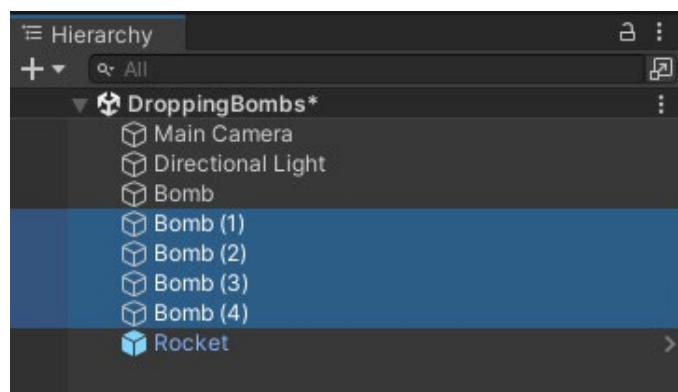 Hierarchy
All
DroppingBombs*
Main Camera
Directional Light
Bomb
Bomb (1)
Bomb (2)
Bomb (3)
Bomb (4)
Rocket